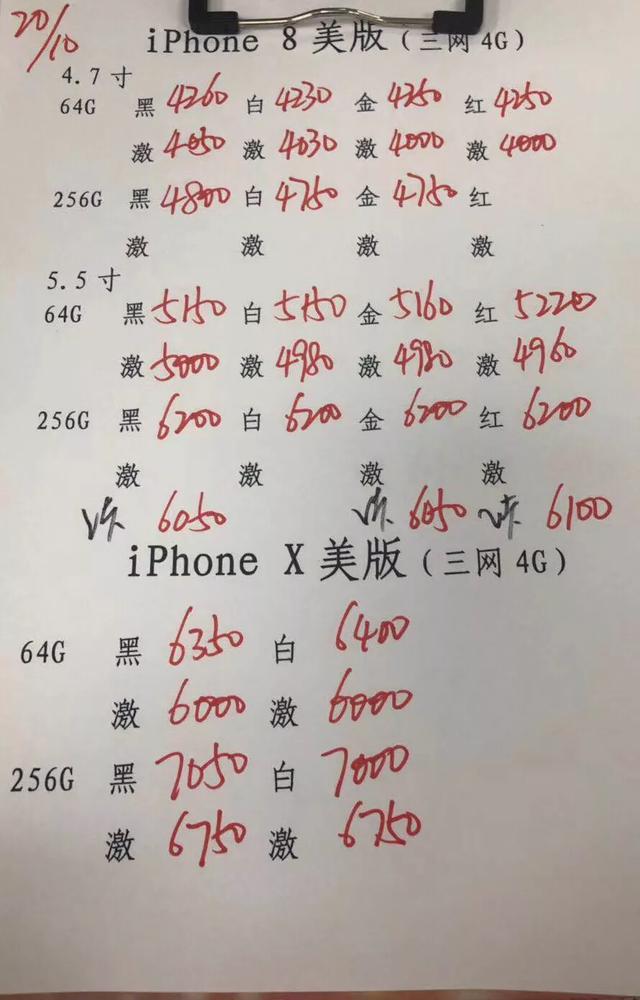 20/10
iPhone 8 美版（三网 4G）
4.7 寸
64G 黑 4260 白 4230 金 4250 红 4250
激 4050 激 4030 激 4000 激 4000
256G 黑 4800 白 4750 金 4750 红
激 激 激 激
5.5 寸
64G 黑 5150 白 5150 金 5160 红 5220
激 5000 激 4980 激 4980 激 4960
256G 黑 6200 白 6200 金 6200 红 6200
激 激 激 激
6050 6050 6100
iPhone X 美版（三网 4G）
64G 黑 6350 白 6400
激 6000 激 6000
256G 黑 7050 白 7000
激 6750 激 6750